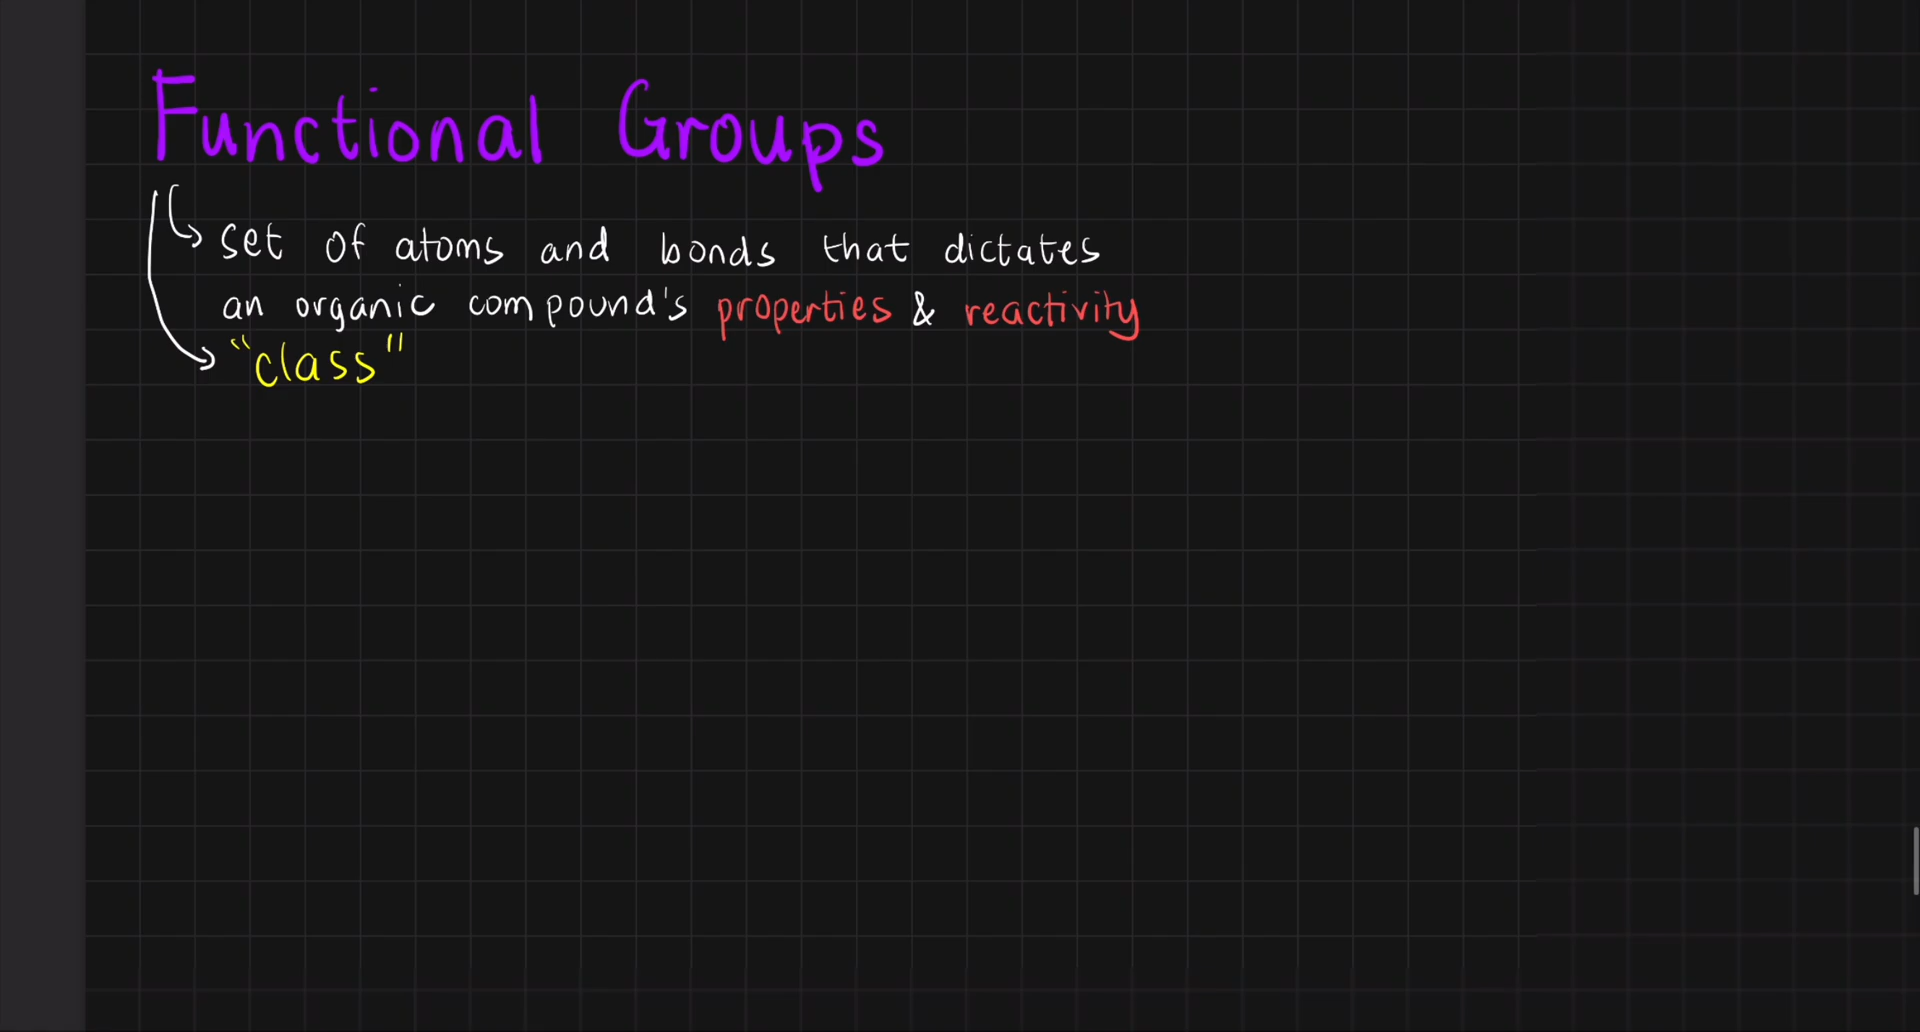 Functional Groups
set of atoms and bonds that dictates
an organic compound's properties & reactivity
"class"